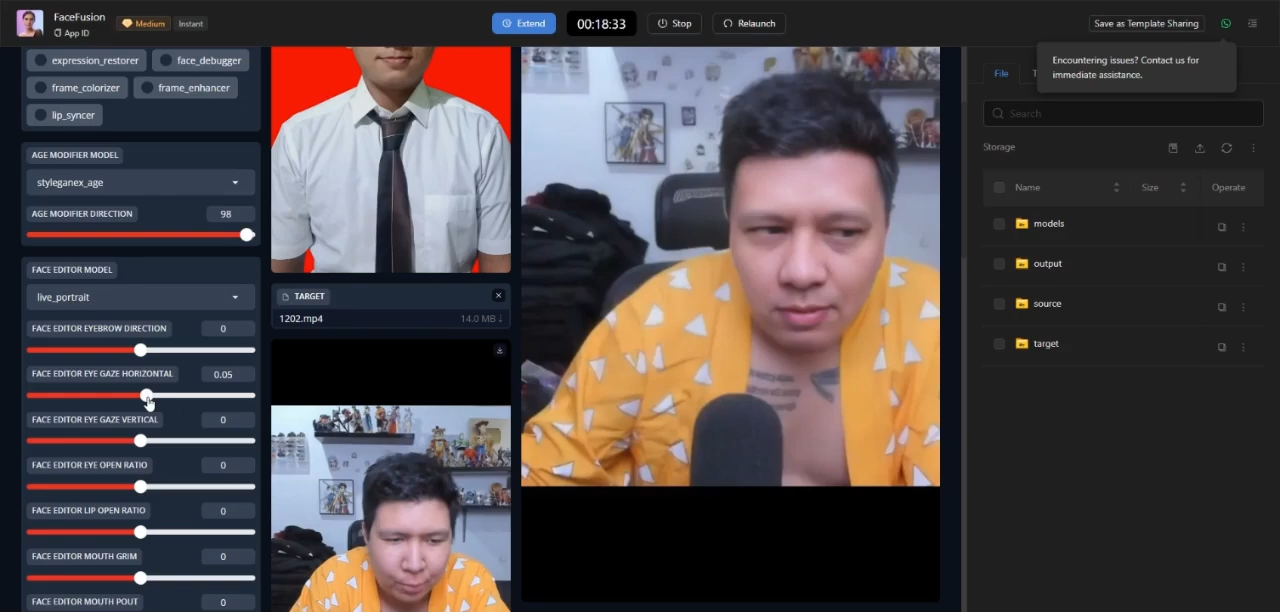 FaceFusion
App ID
Medium
Instant
Extend
00:18:33
Stop
Relaunch
Save as Template Sharing
Encountering issues? Contact us for
immediate assistance.
expression_restorer
face_debugger
frame_colorizer
frame_enhancer
lip_syncer
AGE MODIFIER MODEL
styleganex_age
AGE MODIFIER DIRECTION
98
FACE EDITOR MODEL
live_portrait
FACE EDITOR EYEBROW DIRECTION
0
FACE EDITOR EYE GAZE HORIZONTAL
0.05
FACE EDITOR EYE GAZE VERTICAL
0
FACE EDITOR EYE OPEN RATIO
0
FACE EDITOR LIP OPEN RATIO
0
FACE EDITOR MOUTH GRIM
0
FACE EDITOR MOUTH POUT
0
TARGET
1202.mp4
14.0 MB ↓
File
Search
Storage
Name
Size
Operate
models
output
source
target